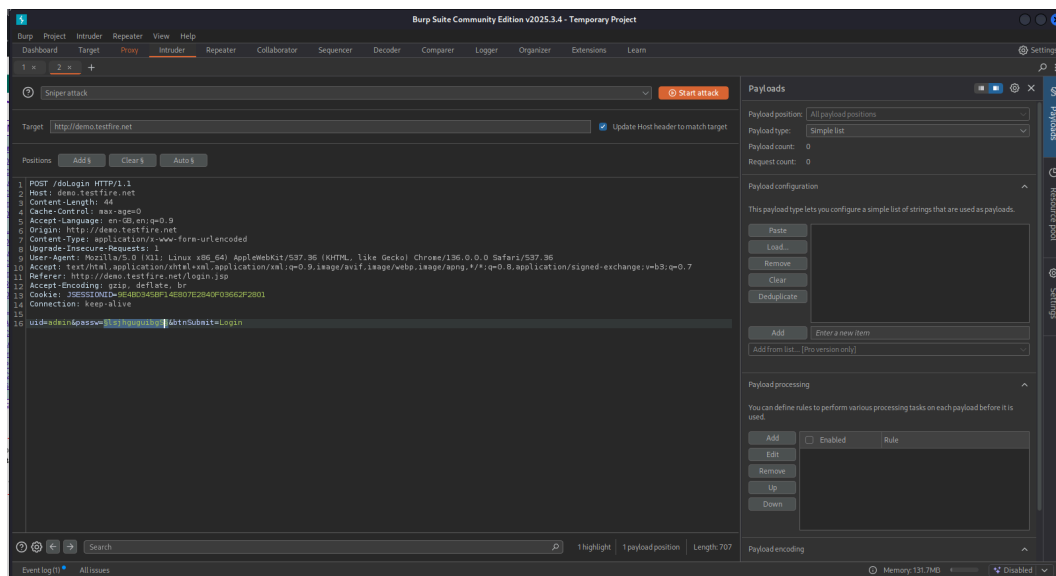 Burp Suite Community Edition v2025.3.4 - Temporary Project
Burp Project Intruder Repeater View Help
Dashboard Target Proxy Intruder Repeater Collaborator Sequencer Decoder Comparer Logger Organizer Extensions Learn Settings
1 × 2 × +
Sniper attack Start attack
Target http://demo.testfire.net Update Host header to match target
Positions Add § Clear § Auto §
1 POST /doLogin HTTP/1.1
2 Host: demo.testfire.net
3 Content-Length: 44
4 Cache-Control: max-age=0
5 Accept-Language: en-GB,en;q=0.9
6 Origin: http://demo.testfire.net
7 Content-Type: application/x-www-form-urlencoded
8 Upgrade-Insecure-Requests: 1
9 User-Agent: Mozilla/5.0 (X11; Linux x86_64) AppleWebKit/537.36 (KHTML, like Gecko) Chrome/136.0.0.0 Safari/537.36
10 Accept: text/html,application/xhtml+xml,application/xml;q=0.9,image/avif,image/webp,image/apng,*/*;q=0.8,application/signed-exchange;v=b3;q=0.7
11 Referer: http://demo.testfire.net/login.jsp
12 Accept-Encoding: gzip, deflate, br
13 Cookie: JSESSIONID=9E4BD345BF14E807E2840F03662F2801
14 Connection: keep-alive
15
16 uid=admin&passw= &btnSubmit=Login
Search 1 highlight 1 payload position Length: 707
Event log (1) All issues Memory: 131.7MB Disabled
Payloads
Payload position: All payload positions
Payload type: Simple list
Payload count: 0
Request count: 0
Payload configuration
This payload type lets you configure a simple list of strings that are used as payloads.
Paste
Load...
Remove
Clear
Deduplicate
Add Enter a new item
Add from list... [Pro version only]
Payload processing
You can define rules to perform various processing tasks on each payload before it is
used.
Add Enabled Rule
Edit
Remove
Up
Down
Payload encoding
Payloads
Resource pool
Settings